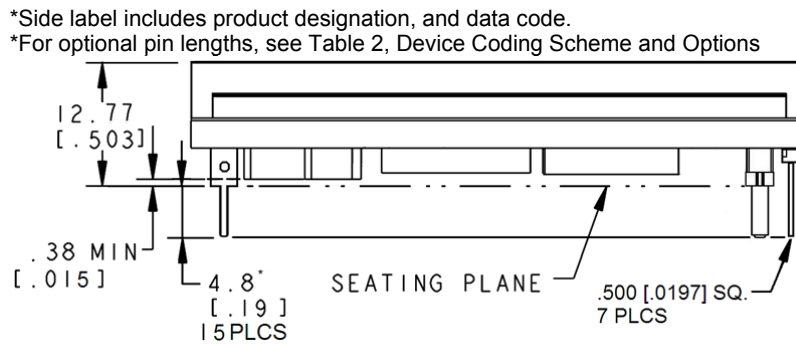 *Side label includes product designation, and data code.
*For optional pin lengths, see Table 2, Device Coding Scheme and Options
12.77
[.503]
.38 MIN
[.015]
4.8*
[.19 ]
15 PLCS
SEATING PLANE
.500 [.0197] SQ.
7 PLCS